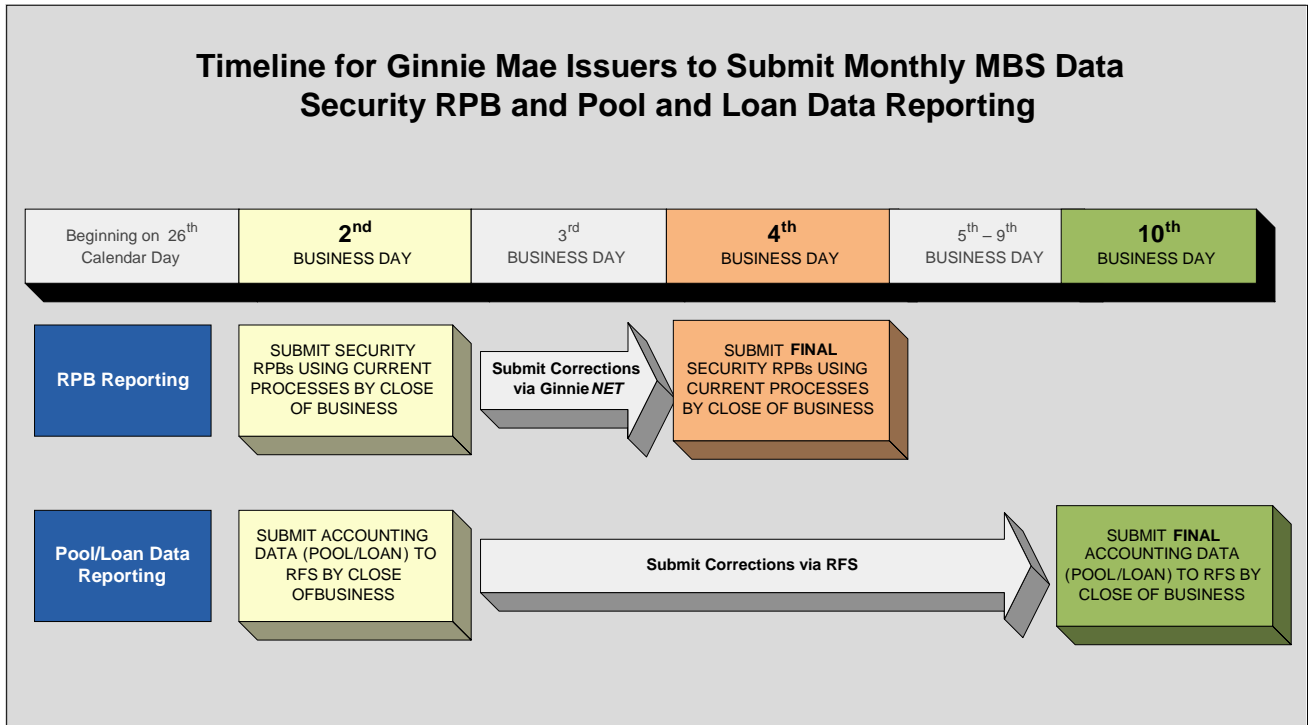 Timeline for Ginnie Mae Issuers to Submit Monthly MBS Data
Security RPB and Pool and Loan Data Reporting
Beginning on 26th
Calendar Day
2nd
BUSINESS DAY
3rd
BUSINESS DAY
4th
BUSINESS DAY
5th – 9th
BUSINESS DAY
10th
BUSINESS DAY
RPB Reporting
SUBMIT SECURITY
RPBs USING CURRENT
PROCESSES BY CLOSE
OF BUSINESS
Submit Corrections
via GinnieNET
SUBMIT FINAL
SECURITY RPBs USING
CURRENT PROCESSES
BY CLOSE OF BUSINESS
Pool/Loan Data
Reporting
SUBMIT ACCOUNTING
DATA (POOL/LOAN) TO
RFS BY CLOSE
OFBUSINESS
Submit Corrections via RFS
SUBMIT FINAL
ACCOUNTING DATA
(POOL/LOAN) TO RFS BY
CLOSE OF BUSINESS